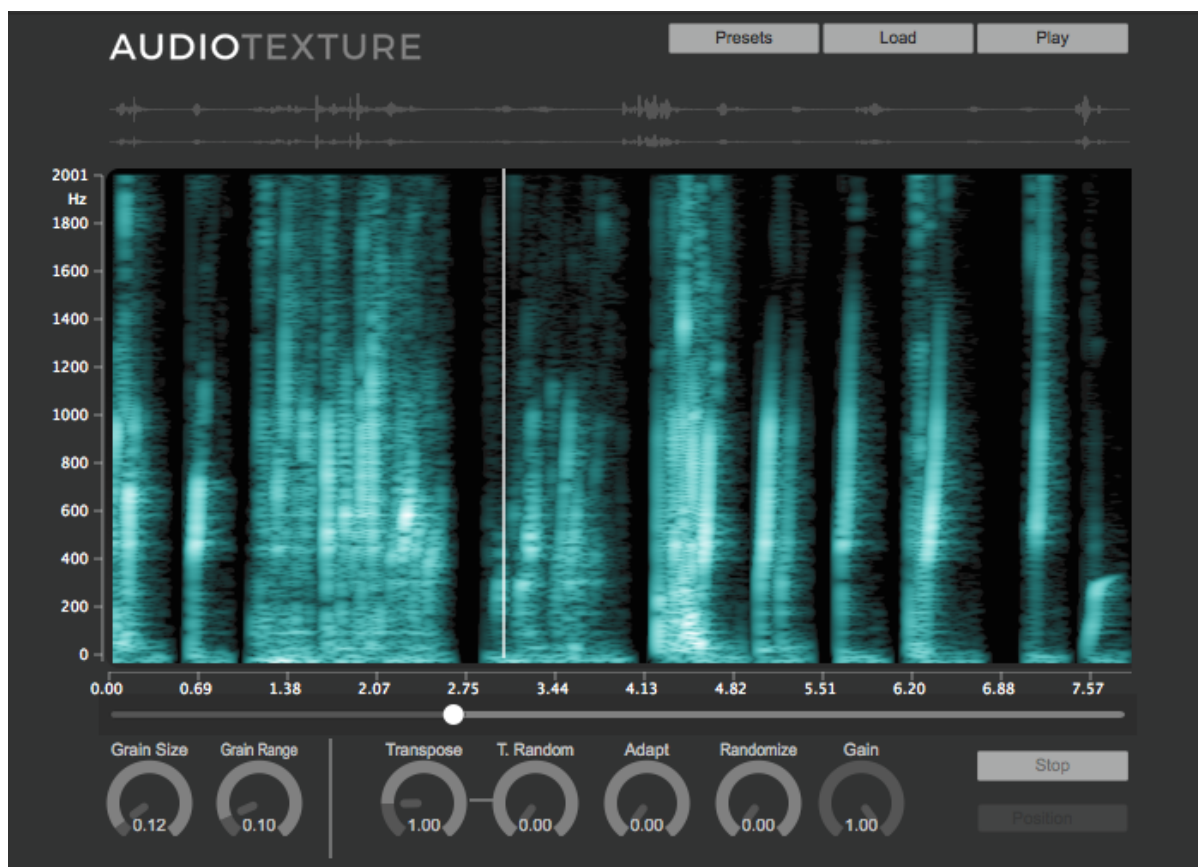 AUDIOTEXTURE
Presets Load Play
2001
Hz
1800
1600
1400
1200
1000
800
600
400
200
0
0.00 0.69 1.38 2.07 2.75 3.44 4.13 4.82 5.51 6.20 6.88 7.57
Grain Size Grain Range Transpose T. Random Adapt Randomize Gain
Stop
0.12 0.10 1.00 0.00 0.00 0.00 1.00
Position